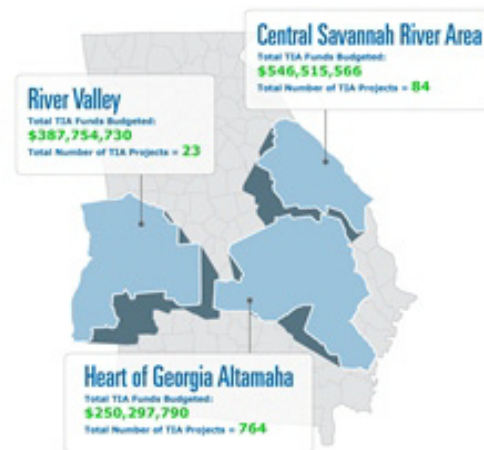 Central Savannah River Area
Total TIA Funds Budgeted:
$546,515,566
Total Number of TIA Projects = 84
River Valley
Total TIA Funds Budgeted:
$387,754,730
Total Number of TIA Projects = 23
Heart of Georgia Altamaha
Total TIA Funds Budgeted:
$250,297,790
Total Number of TIA Projects = 764